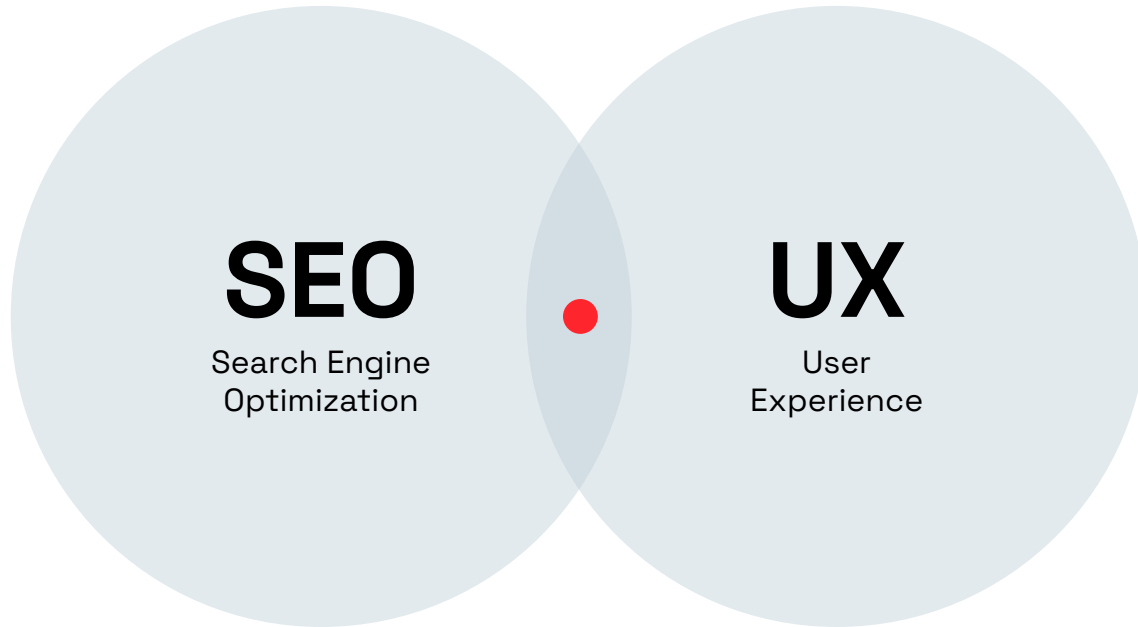 SEO
Search Engine
Optimization
UX
User
Experience